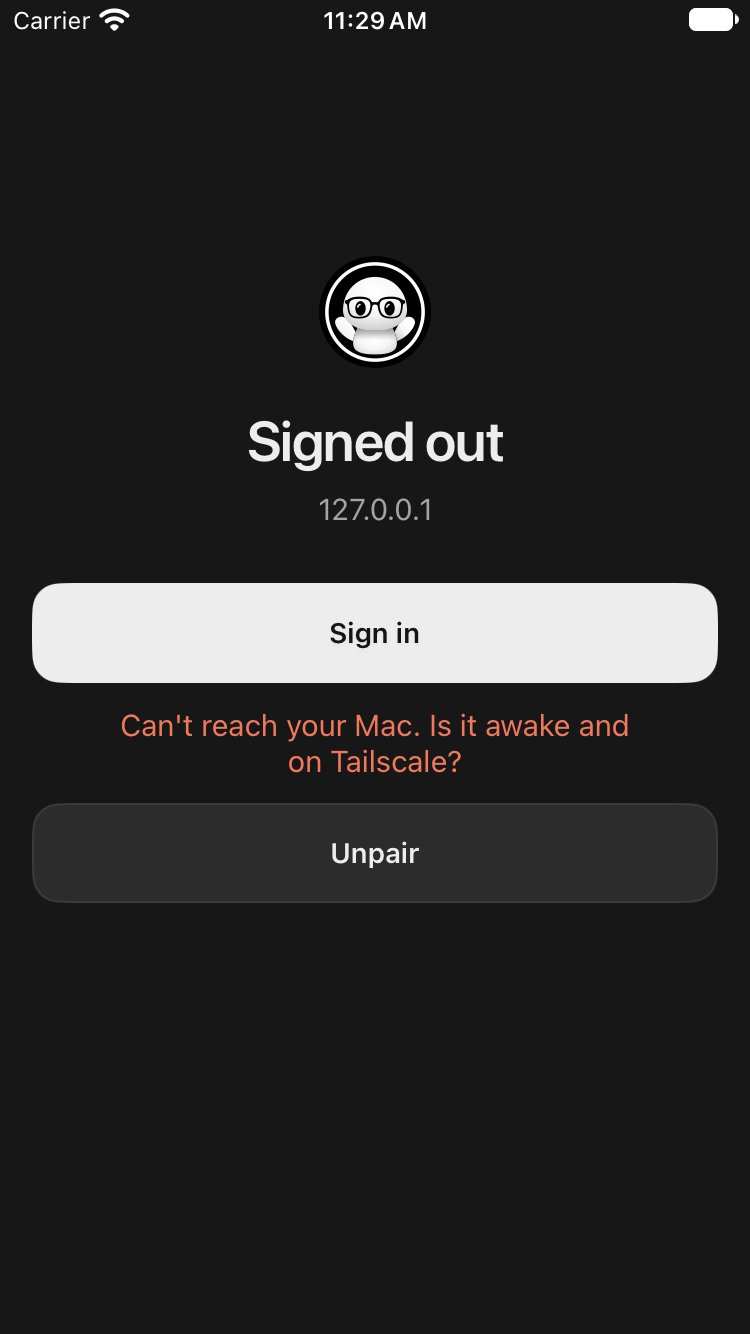 Carrier
11:29 AM
Signed out
127.0.0.1
Sign in
Can't reach your Mac. Is it awake and
on Tailscale?
Unpair